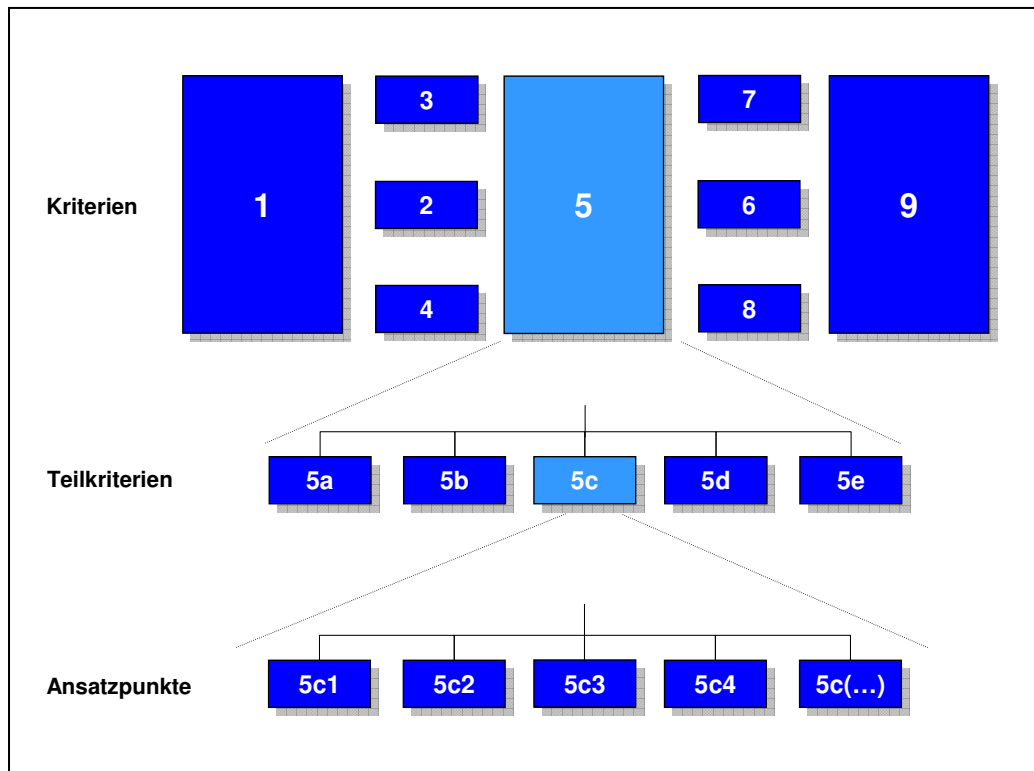 3
7
Kriterien
1
2
5
6
9
4
8
Teilkriterien
5a
5b
5c
5d
5e
Ansatzpunkte
5c1
5c2
5c3
5c4
5c(…)